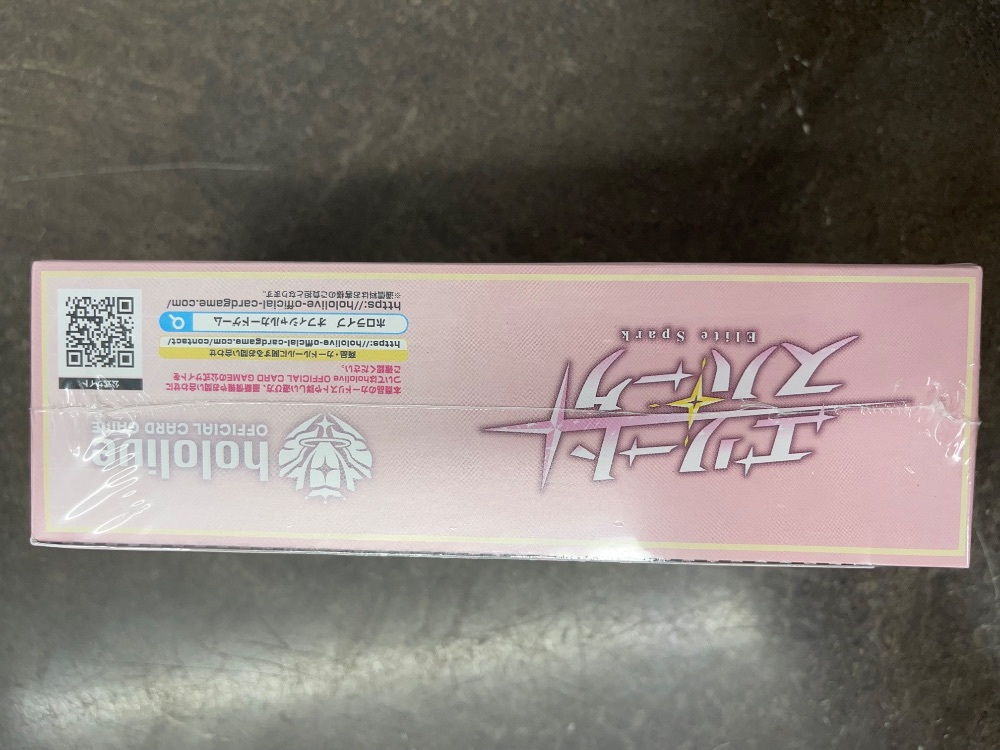 エリート
スパーク
Elite Spark
hololive
OFFICIAL CARD GAME
本商品のカードリストや詳しい遊び方、最新情報やお問い合わせに
ついてはhololive OFFICIAL CARD GAMEの公式サイトを
ご確認ください。
商品・カード・ルールに関するお問い合わせ
https://hololive-official-cardgame.com/contact/
ホロライブ オフィシャルカードゲーム
https://hololive-official-cardgame.com/
※通信料はお客様のご負担となります。
公式サイト